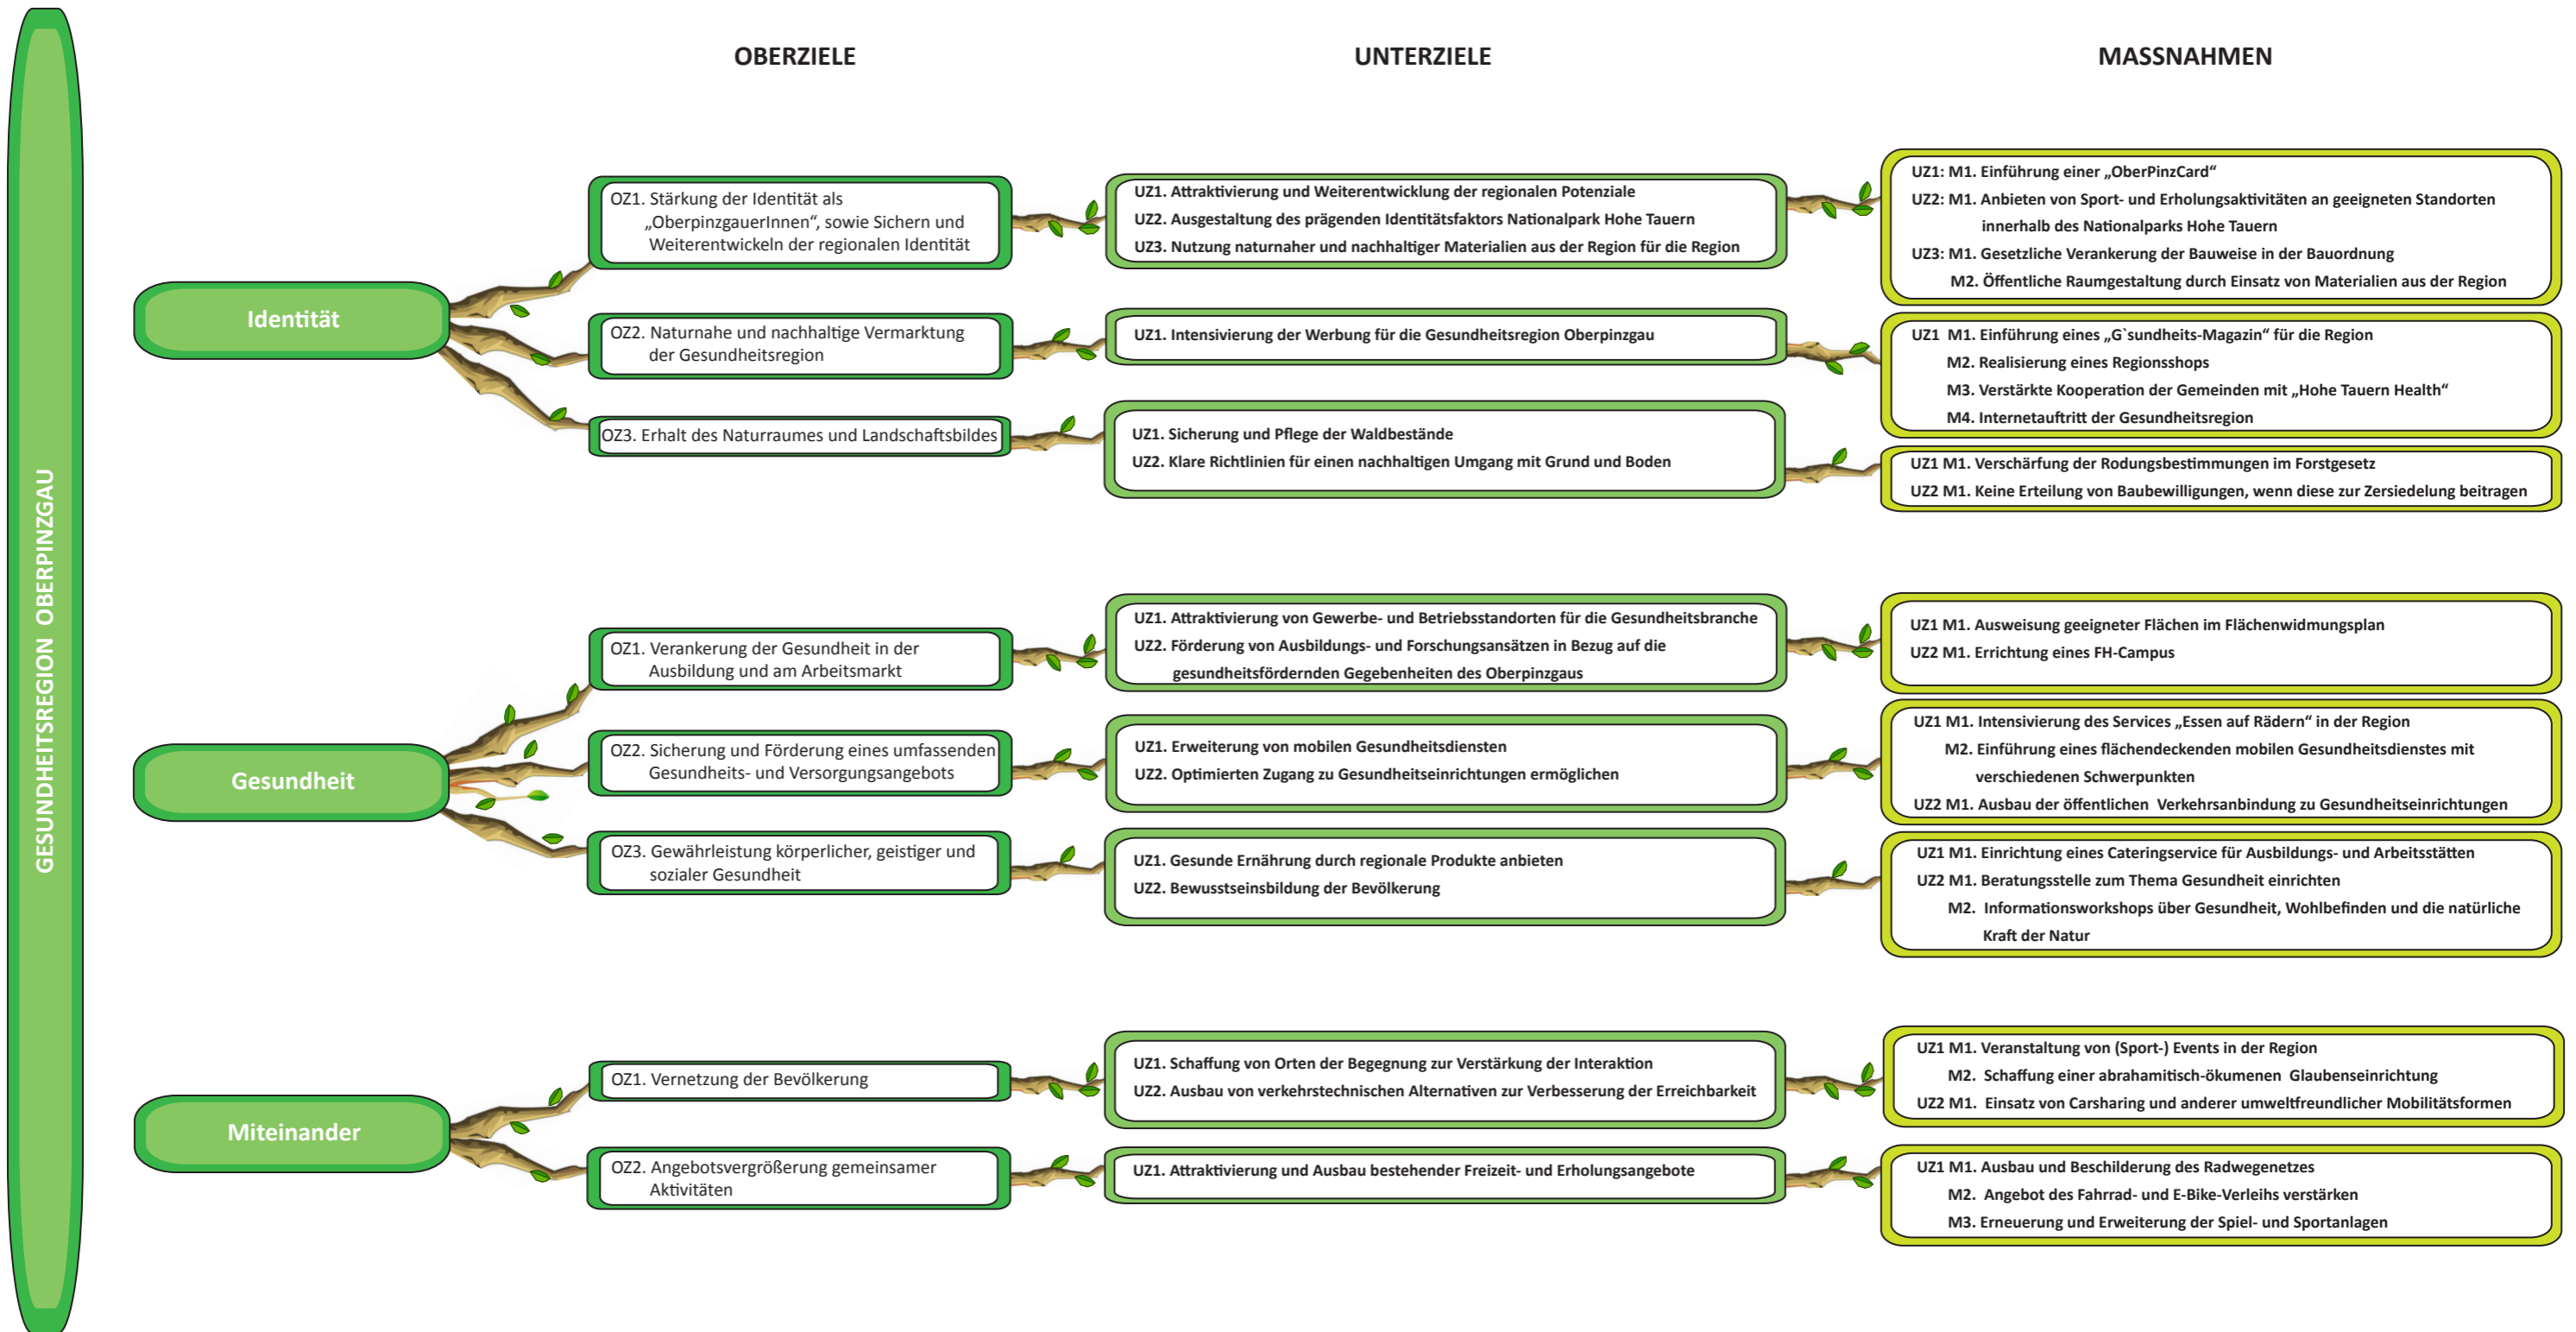 GESUNDHEITSREGION OBERPINZGAU
OBERZIELE
UNTERZIELE
MASSNAHMEN
Identität
OZ1. Stärkung der Identität als
„OberpinzgauerInnen“, sowie Sichern und
Weiterentwickeln der regionalen Identität
UZ1. Attraktivierung und Weiterentwicklung der regionalen Potenziale
UZ2. Ausgestaltung des prägenden Identitätsfaktors Nationalpark Hohe Tauern
UZ3. Nutzung naturnaher und nachhaltiger Materialien aus der Region für die Region
UZ1: M1. Einführung einer „OberPinzCard“
UZ2: M1. Anbieten von Sport- und Erholungsaktivitäten an geeigneten Standorten
innerhalb des Nationalparks Hohe Tauern
UZ3: M1. Gesetzliche Verankerung der Bauweise in der Bauordnung
M2. Öffentliche Raumgestaltung durch Einsatz von Materialien aus der Region
OZ2. Naturnahe und nachhaltige Vermarktung
der Gesundheitsregion
UZ1. Intensivierung der Werbung für die Gesundheitsregion Oberpinzgau
UZ1 M1. Einführung eines „G`sundheits-Magazin“ für die Region
M2. Realisierung eines Regionsshops
M3. Verstärkte Kooperation der Gemeinden mit „Hohe Tauern Health“
M4. Internetauftritt der Gesundheitsregion
OZ3. Erhalt des Naturraumes und Landschaftsbildes
UZ1. Sicherung und Pflege der Waldbestände
UZ2. Klare Richtlinien für einen nachhaltigen Umgang mit Grund und Boden
UZ1 M1. Verschärfung der Rodungsbestimmungen im Forstgesetz
UZ2 M1. Keine Erteilung von Baubewilligungen, wenn diese zur Zersiedelung beitragen
Gesundheit
OZ1. Verankerung der Gesundheit in der
Ausbildung und am Arbeitsmarkt
UZ1. Attraktivierung von Gewerbe- und Betriebsstandorten für die Gesundheitsbranche
UZ2. Förderung von Ausbildungs- und Forschungsansätzen in Bezug auf die
gesundheitsfördernden Gegebenheiten des Oberpinzgaus
UZ1 M1. Ausweisung geeigneter Flächen im Flächenwidmungsplan
UZ2 M1. Errichtung eines FH-Campus
OZ2. Sicherung und Förderung eines umfassenden
Gesundheits- und Versorgungsangebots
UZ1. Erweiterung von mobilen Gesundheitsdiensten
UZ2. Optimierten Zugang zu Gesundheitseinrichtungen ermöglichen
UZ1 M1. Intensivierung des Services „Essen auf Rädern“ in der Region
M2. Einführung eines flächendeckenden mobilen Gesundheitsdienstes mit
verschiedenen Schwerpunkten
UZ2 M1. Ausbau der öffentlichen Verkehrsanbindung zu Gesundheitseinrichtungen
OZ3. Gewährleistung körperlicher, geistiger und
sozialer Gesundheit
UZ1. Gesunde Ernährung durch regionale Produkte anbieten
UZ2. Bewusstseinsbildung der Bevölkerung
UZ1 M1. Einrichtung eines Cateringservice für Ausbildungs- und Arbeitsstätten
UZ2 M1. Beratungsstelle zum Thema Gesundheit einrichten
M2. Informationsworkshops über Gesundheit, Wohlbefinden und die natürliche
Kraft der Natur
Miteinander
OZ1. Vernetzung der Bevölkerung
UZ1. Schaffung von Orten der Begegnung zur Verstärkung der Interaktion
UZ2. Ausbau von verkehrstechnischen Alternativen zur Verbesserung der Erreichbarkeit
UZ1 M1. Veranstaltung von (Sport-) Events in der Region
M2. Schaffung einer abrahamitisch-ökumenen Glaubenseinrichtung
UZ2 M1. Einsatz von Carsharing und anderer umweltfreundlicher Mobilitätsformen
OZ2. Angebotsvergrößerung gemeinsamer
Aktivitäten
UZ1. Attraktivierung und Ausbau bestehender Freizeit- und Erholungsangebote
UZ1 M1. Ausbau und Beschilderung des Radwegenetzes
M2. Angebot des Fahrrad- und E-Bike-Verleihs verstärken
M3. Erneuerung und Erweiterung der Spiel- und Sportanlagen